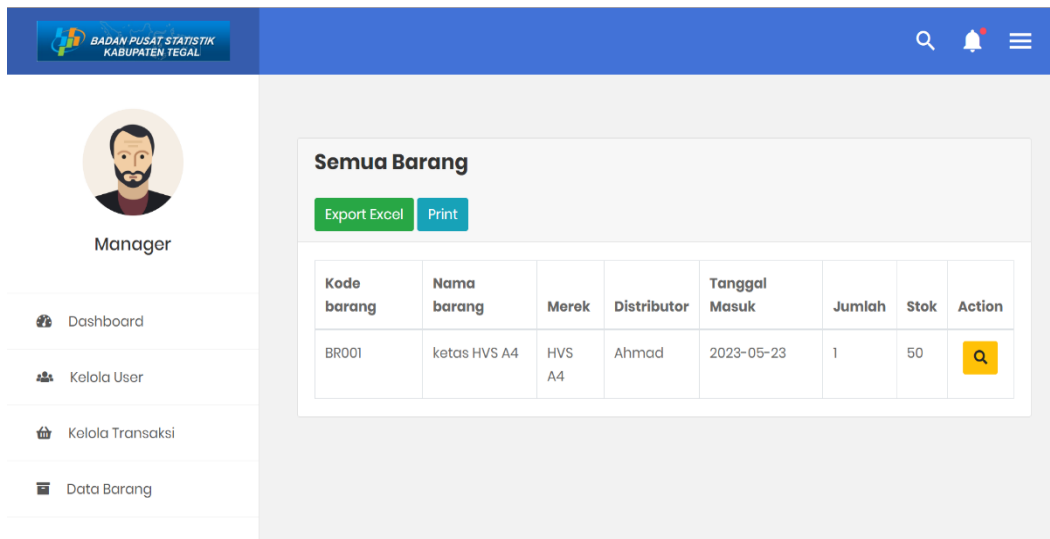 BADAN PUSAT STATISTIK
KABUPATEN TEGAL
Manager
Dashboard
Kelola User
Kelola Transaksi
Data Barang
Semua Barang
Export Excel Print
Kode barang Nama barang Merek Distributor Tanggal Masuk Jumlah Stok Action
BR001 ketas HVS A4 HVS A4 Ahmad 2023-05-23 1 50